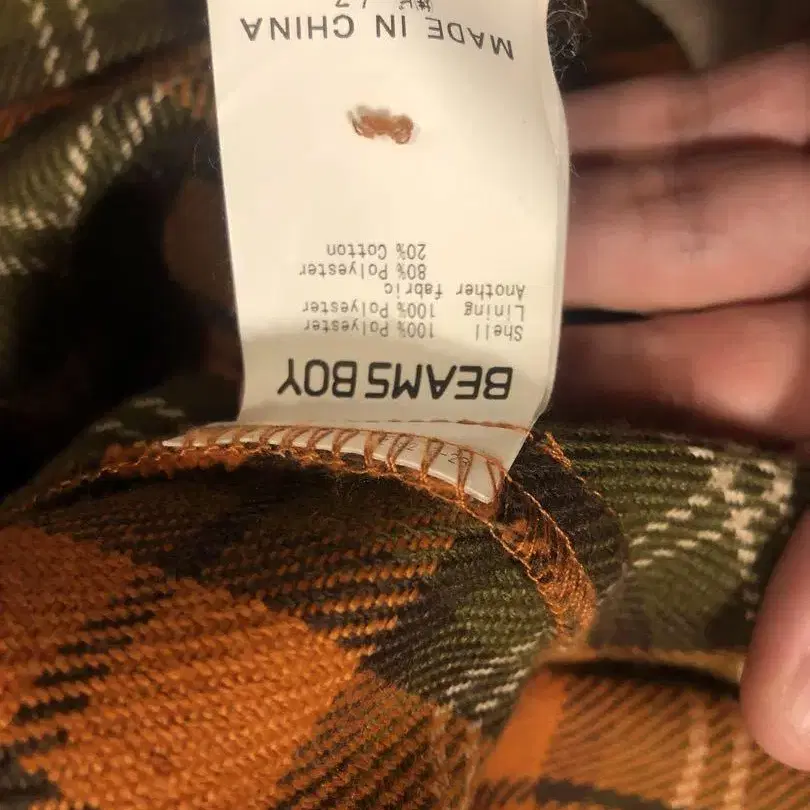 BEAMS BOY
Shell 100% Polyester
Lining 100% Polyester
Another fabric
80% Polyester
20% Cotton
MADE IN CHINA